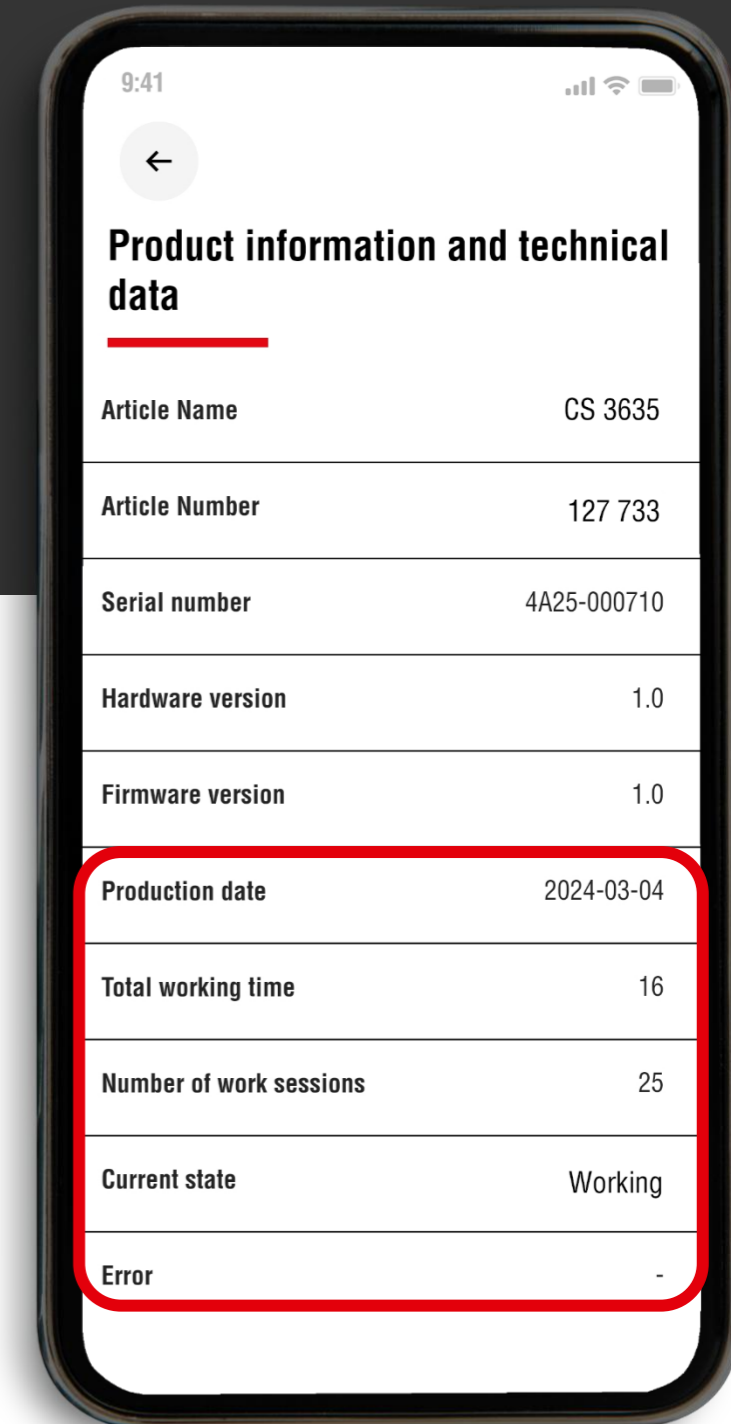 9:41
Product information and technical
data
Article Name CS 3635
Article Number 127 733
Serial number 4A25-000710
Hardware version 1.0
Firmware version 1.0
Production date 2024-03-04
Total working time 16
Number of work sessions 25
Current state Working
Error -